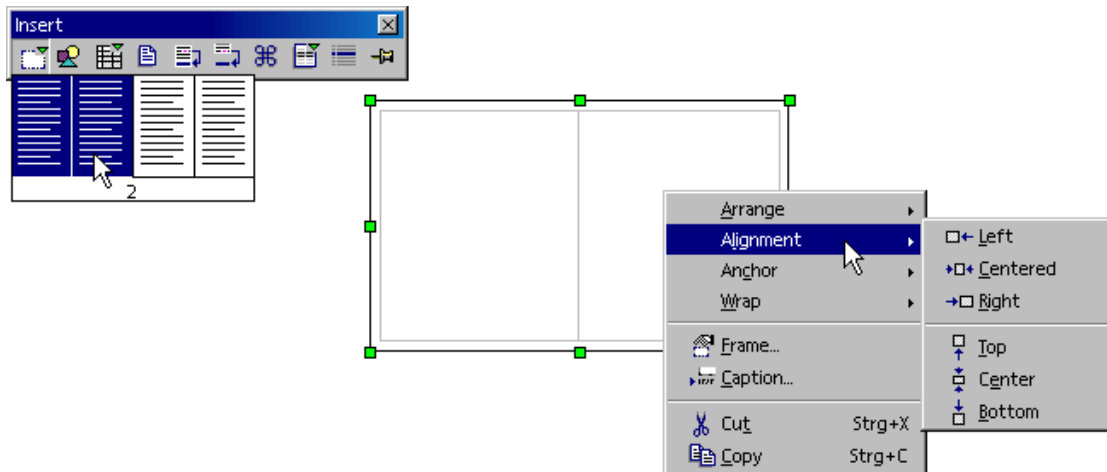 Insert
2
Arrange
Alignment
Anchor
Wrap
Frame...
Caption...
Cut Strg+X
Copy Strg+C
Left
Centered
Right
Top
Center
Bottom